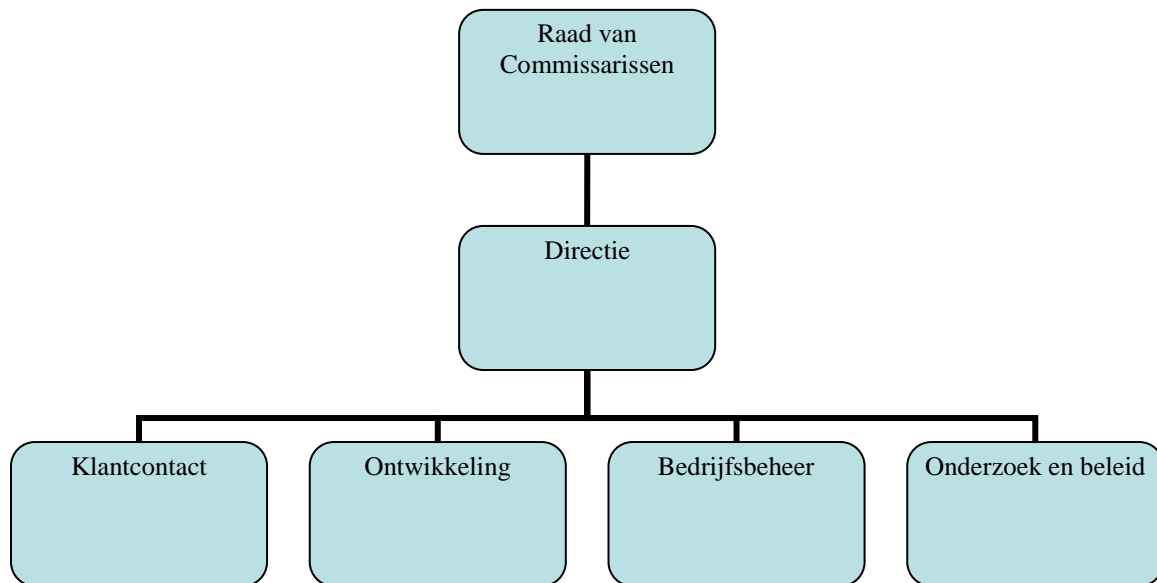 Raad van
Commissarissen
Directie
Klantcontact
Ontwikkeling
Bedrijfsbeheer
Onderzoek en beleid